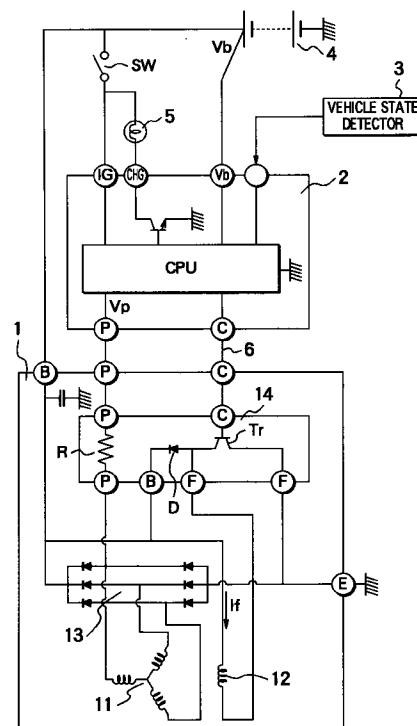 Vb
4
SW
3
5
VEHICLE STATE
DETECTOR
IG
CHG
Vb
2
CPU
Vp
P
C
6
1
B
P
C
P
C
14
R
Tr
P
B
F
F
D
E
13
If
11
12